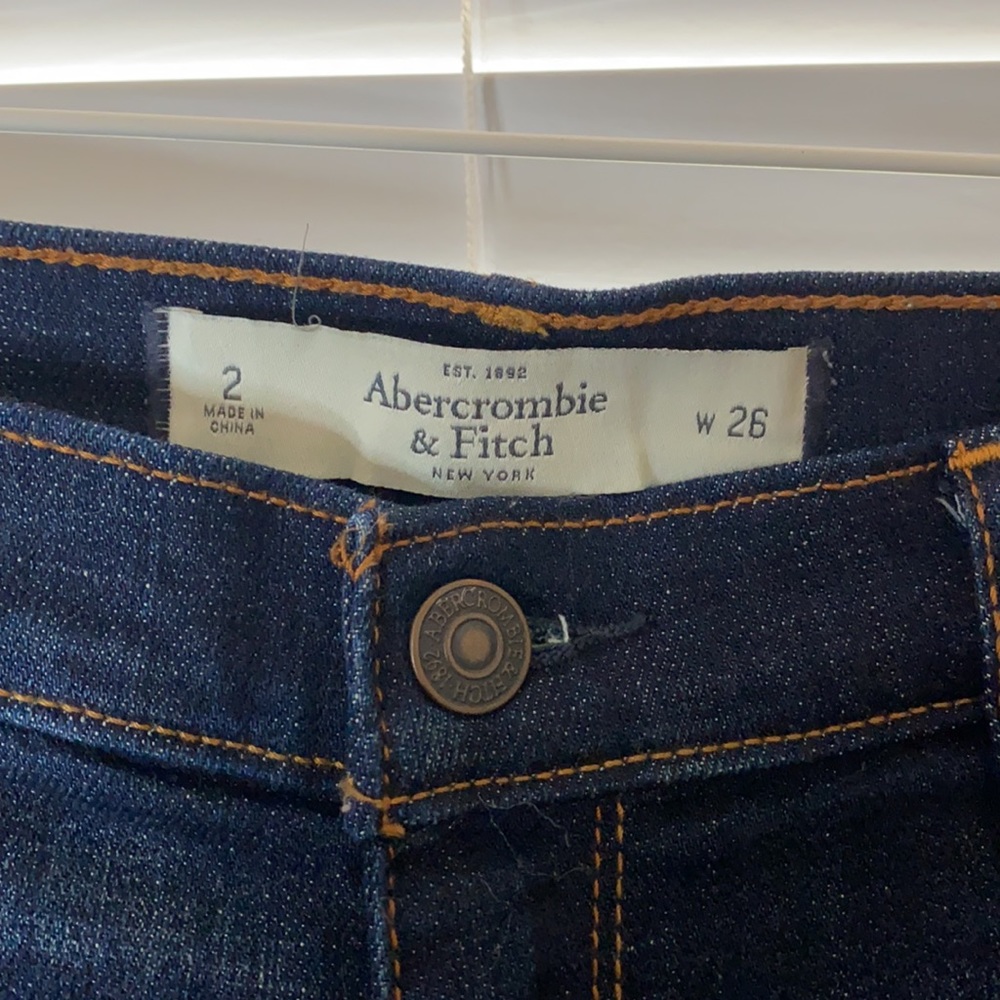 2
MADE IN
CHINA
EST. 1892
Abercrombie
& Fitch
NEW YORK
W 26
ABERCROMBIE & FITCH · 1892